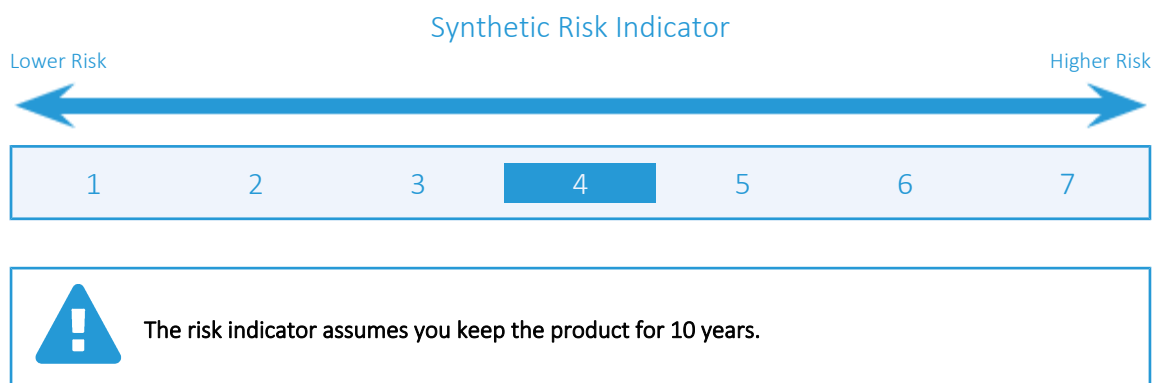 Synthetic Risk Indicator
Lower Risk Higher Risk
1 2 3 4 5 6 7
The risk indicator assumes you keep the product for 10 years.